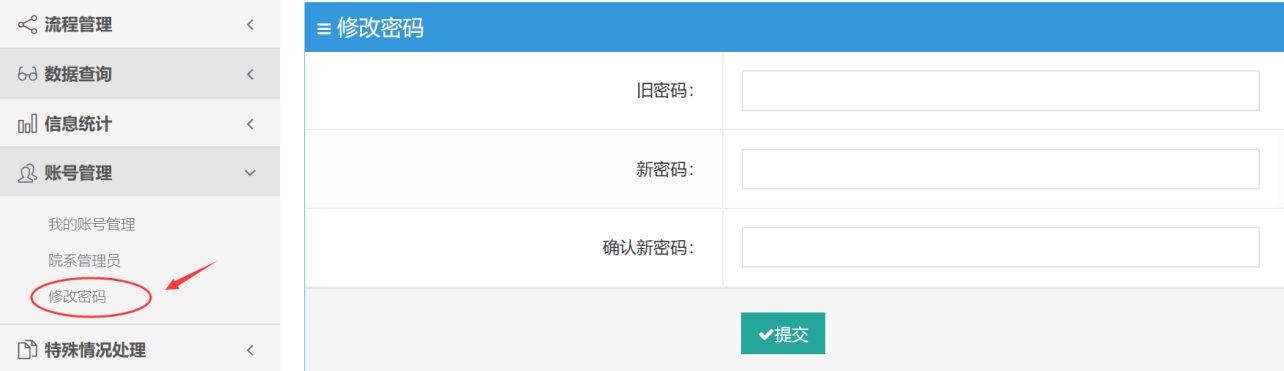 流程管理
数据查询
信息统计
账号管理
我的账号管理
院系管理员
修改密码
特殊情况处理
修改密码
旧密码：
新密码：
确认新密码：
提交